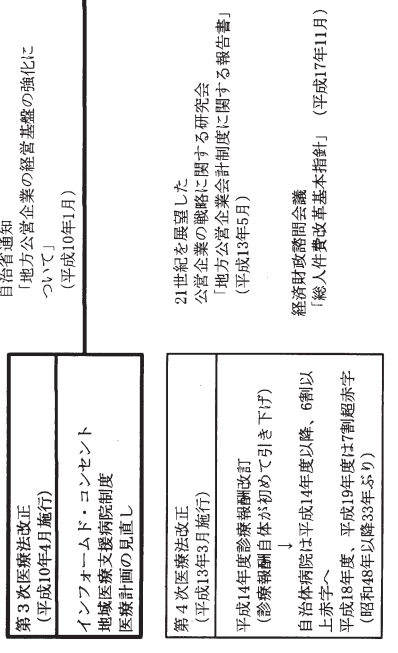 自治省通知
「地方公営企業の経営基盤の強化に
ついて」
(平成10年1月)
第３次医療法改正
(平成10年4月施行)
インフォームド・コンセント
地域医療支援病院制度
医療計画の見直し
21世紀を展望した
公営企業の戦略に関する研究会
「地方公営企業会計制度に関する報告書」
(平成13年5月)
経済財政諮問会議
「総人件費改革基本指針」 (平成17年11月)
第４次医療法改正
(平成13年3月施行)
平成14年度診療報酬改訂
(診療報酬自体が初めて引き下げ)
↓
自治体病院は平成14年度以降、6割以
上赤字へ
平成18年度、平成19年度は7割超赤字
(昭和48年以降33年ぶり)